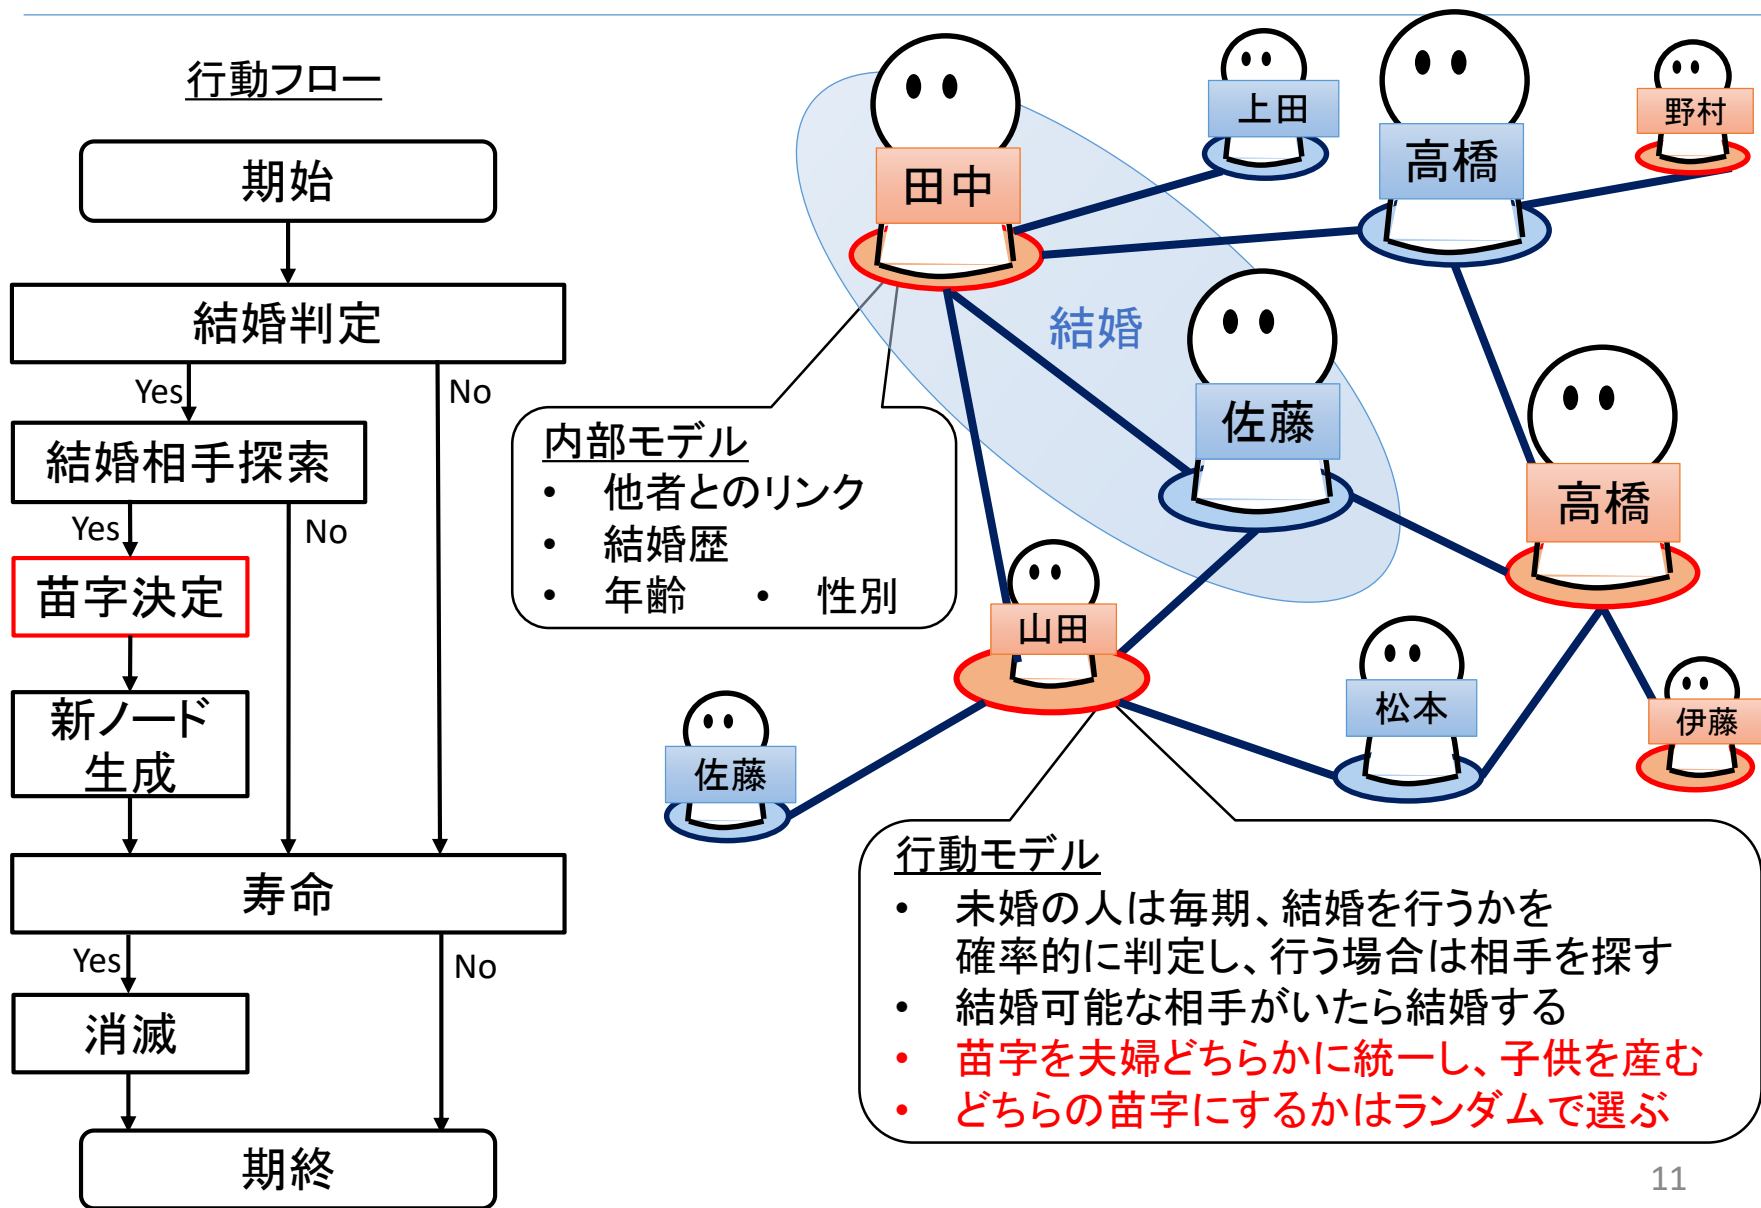 行動フロー
期始
結婚判定
Yes
No
結婚相手探索
Yes
No
苗字決定
新ノード
生成
寿命
Yes
No
消滅
期終
田中
上田
高橋
野村
結婚
佐藤
高橋
山田
松本
伊藤
佐藤
内部モデル
• 他者とのリンク
• 結婚歴
• 年齢 • 性別
行動モデル
• 未婚の人は毎期、結婚を行うかを
確率的に判定し、行う場合は相手を探す
• 結婚可能な相手がいたら結婚する
• 苗字を夫婦どちらかに統一し、子供を産む
• どちらの苗字にするかはランダムで選ぶ
11